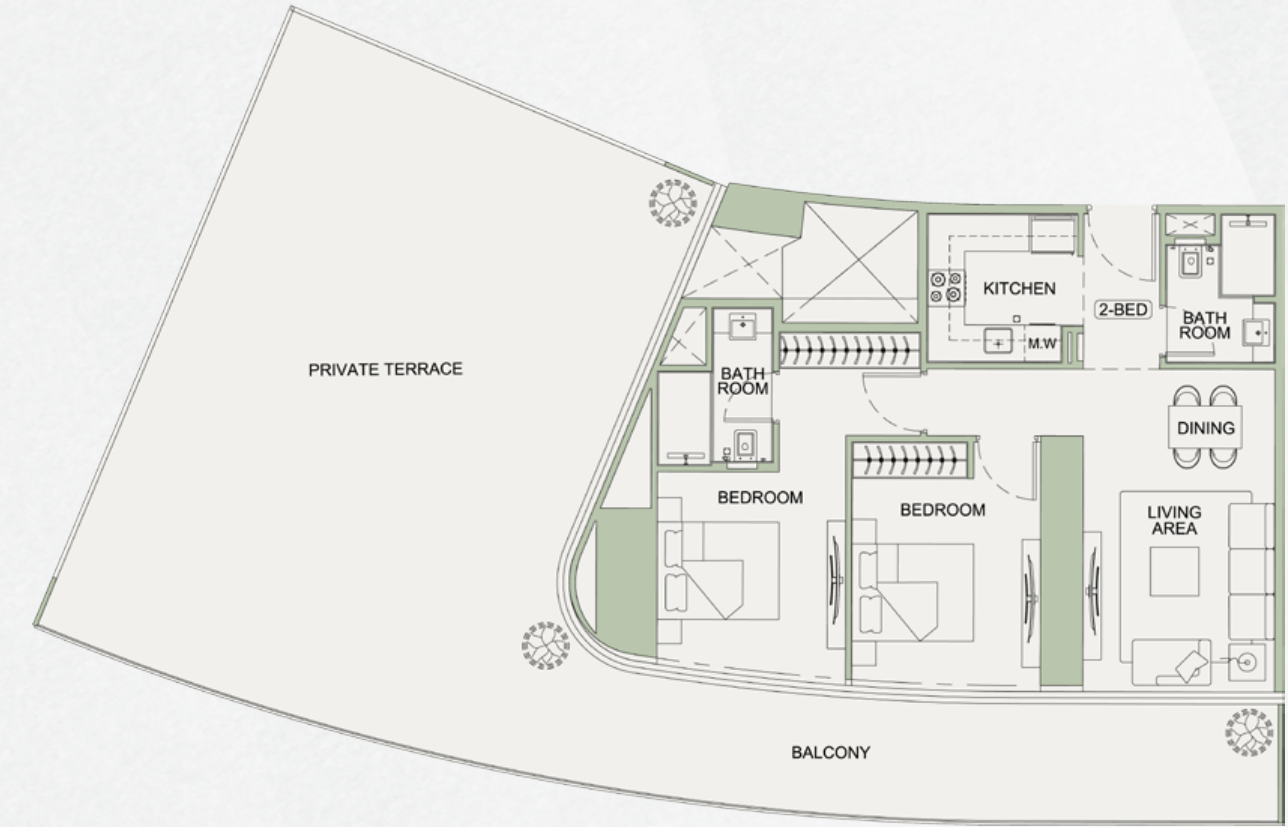 KITCHEN
2-BED
BATH
ROOM
M.W
PRIVATE TERRACE
BATH
ROOM
DINING
BEDROOM
BEDROOM
LIVING
AREA
BALCONY